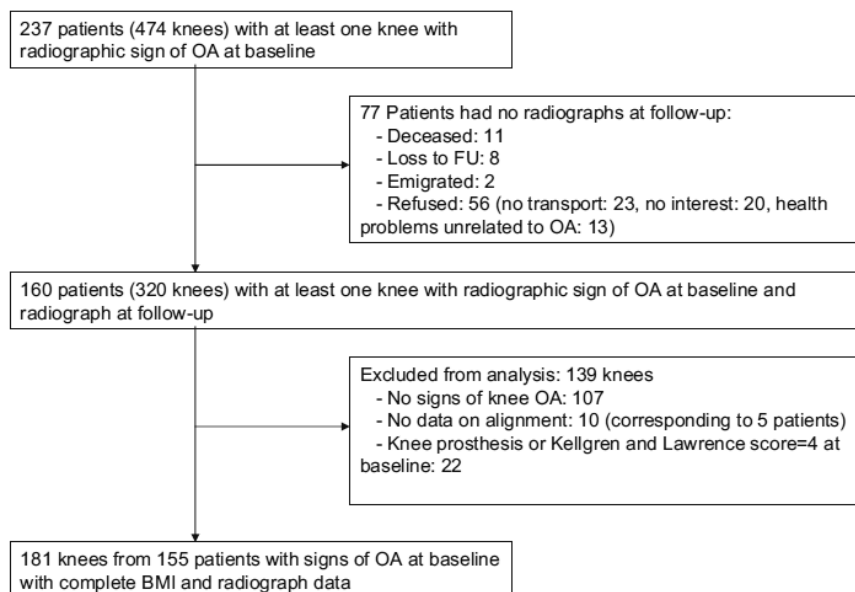 237 patients (474 knees) with at least one knee with
radiographic sign of OA at baseline
77 Patients had no radiographs at follow-up:
- Deceased: 11
- Loss to FU: 8
- Emigrated: 2
- Refused: 56 (no transport: 23, no interest: 20, health
problems unrelated to OA: 13)
160 patients (320 knees) with at least one knee with radiographic sign of OA at baseline and
radiograph at follow-up
Excluded from analysis: 139 knees
- No signs of knee OA: 107
- No data on alignment: 10 (corresponding to 5 patients)
- Knee prosthesis or Kellgren and Lawrence score=4 at
baseline: 22
181 knees from 155 patients with signs of OA at baseline
with complete BMI and radiograph data